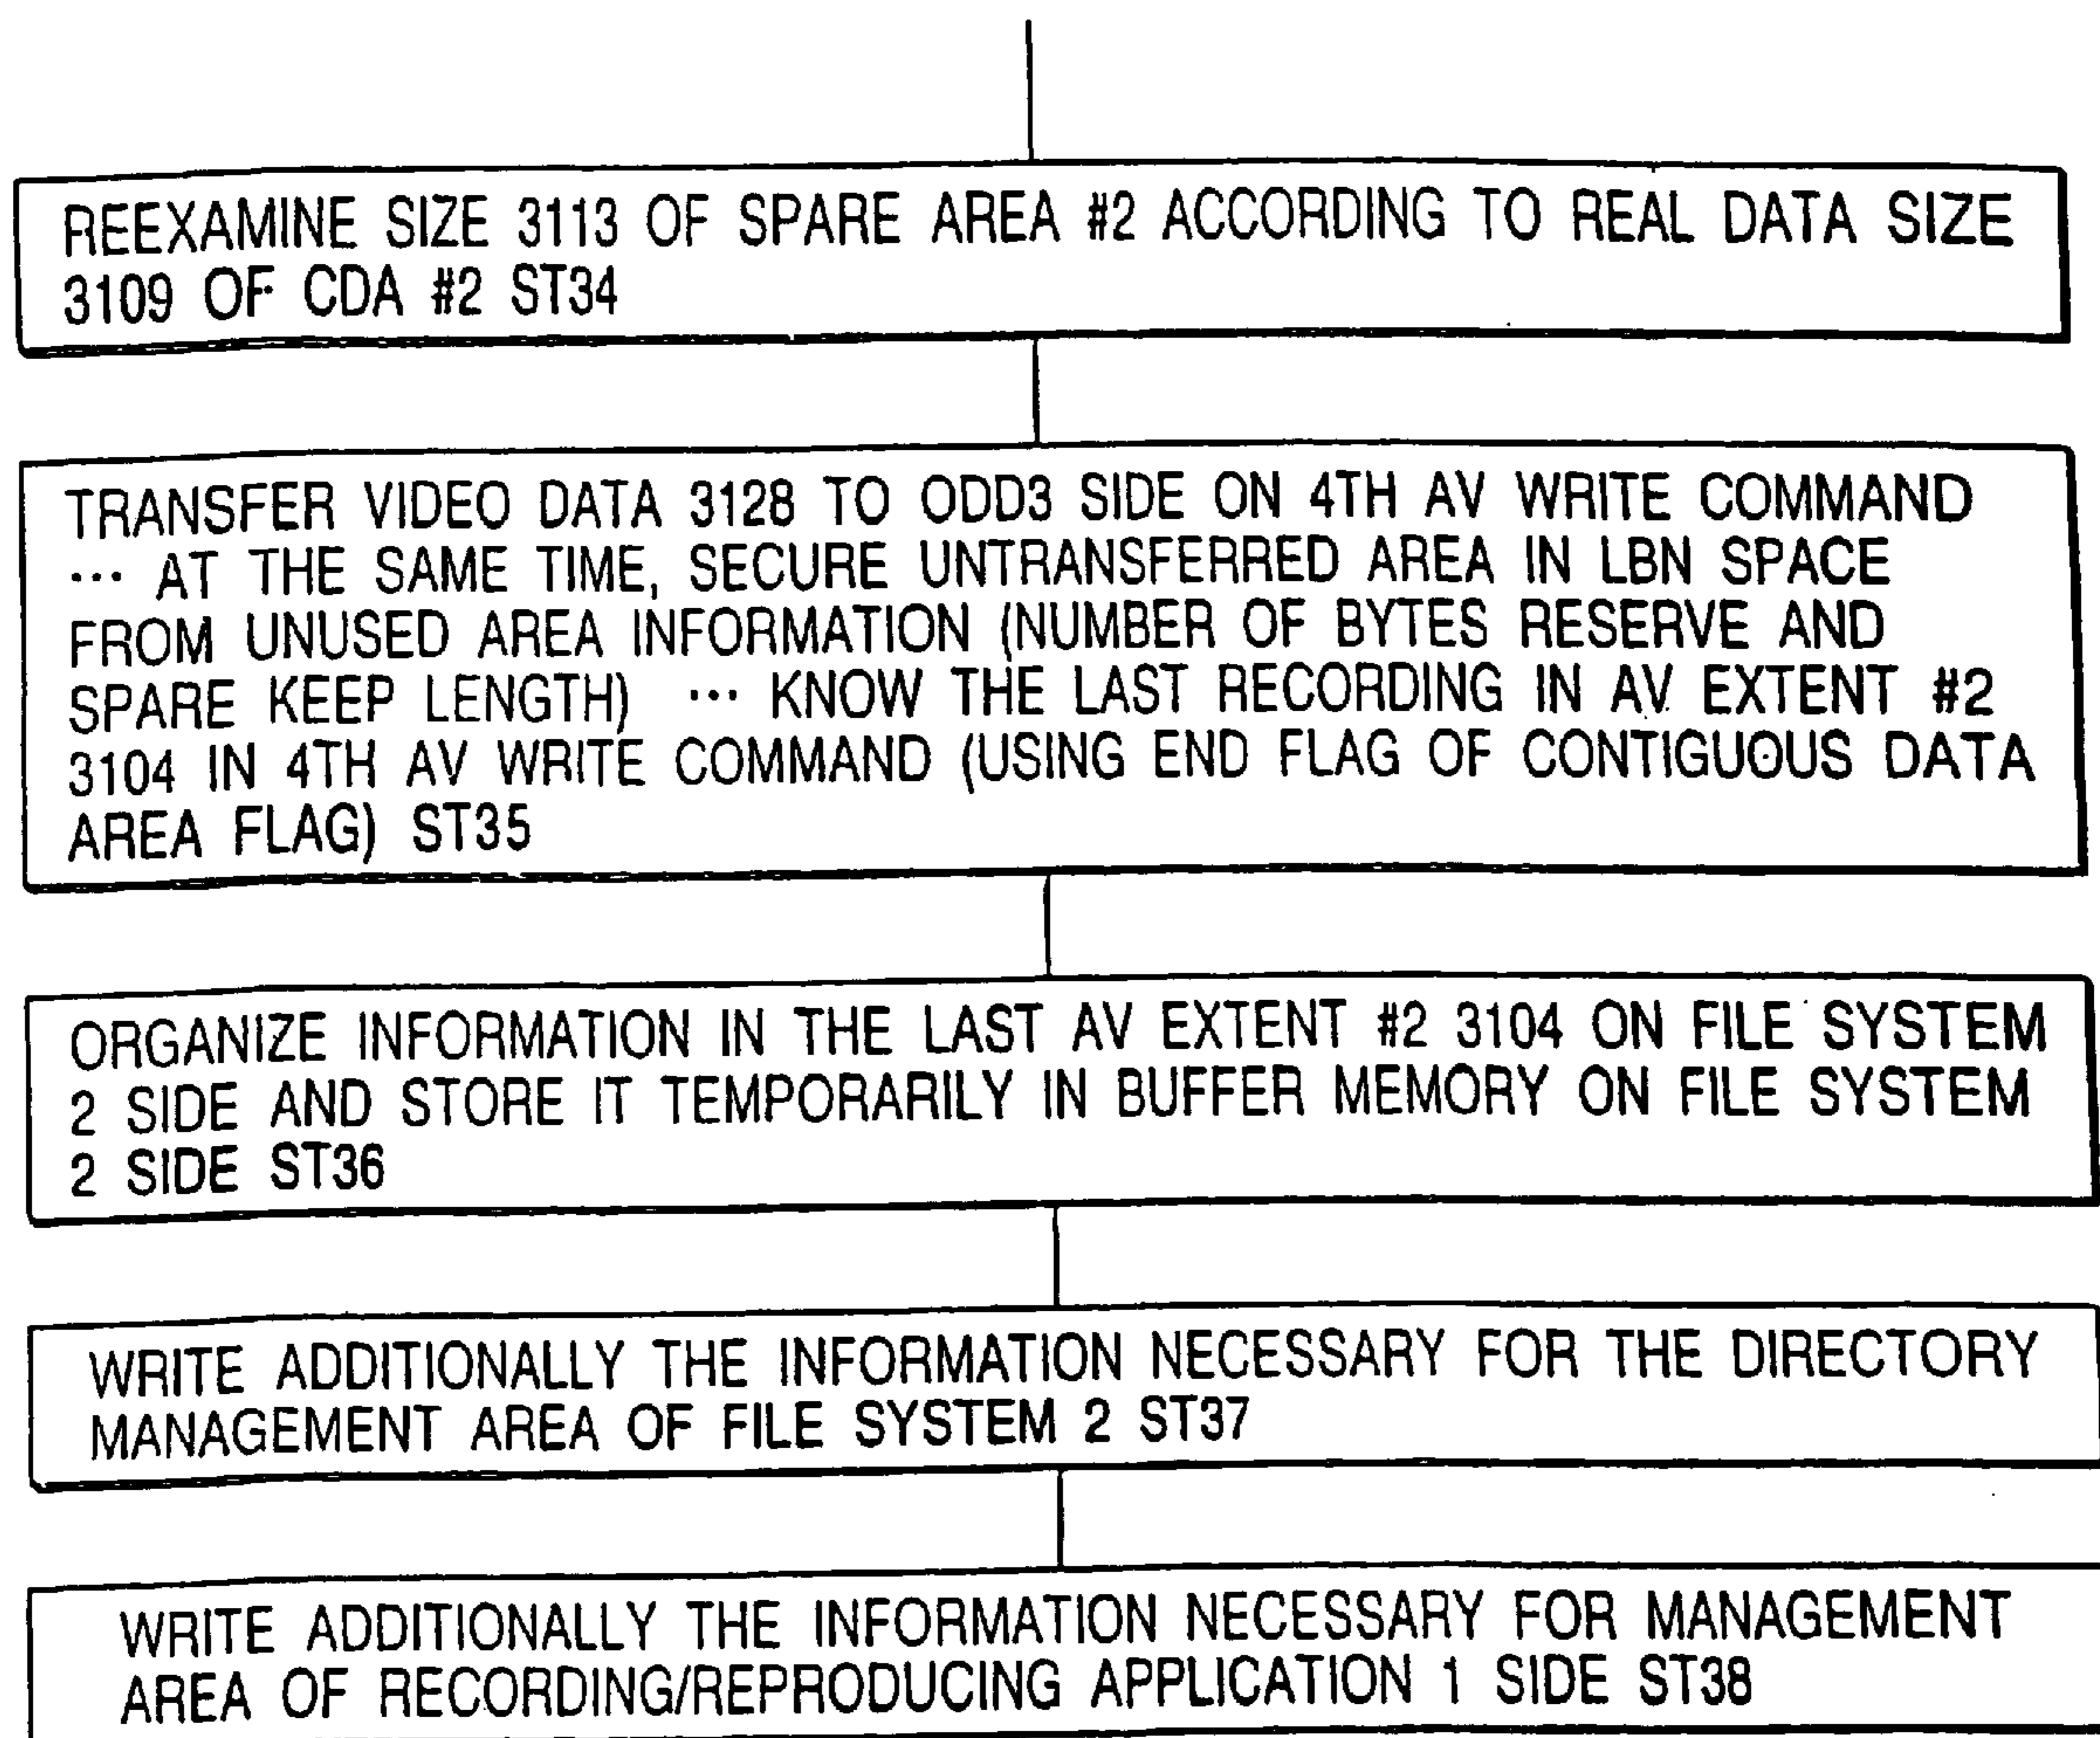 REEXAMINE SIZE 3113 OF SPARE AREA #2 ACCORDING TO REAL DATA SIZE
3109 OF CDA #2 ST34
TRANSFER VIDEO DATA 3128 TO ODD3 SIDE ON 4TH AV WRITE COMMAND
··· AT THE SAME TIME, SECURE UNTRANSFERRED AREA IN LBN SPACE
FROM UNUSED AREA INFORMATION (NUMBER OF BYTES RESERVE AND
SPARE KEEP LENGTH) ··· KNOW THE LAST RECORDING IN AV EXTENT #2
3104 IN 4TH AV WRITE COMMAND (USING END FLAG OF CONTIGUOUS DATA
AREA FLAG) ST35
ORGANIZE INFORMATION IN THE LAST AV EXTENT #2 3104 ON FILE SYSTEM
2 SIDE AND STORE IT TEMPORARILY IN BUFFER MEMORY ON FILE SYSTEM
2 SIDE ST36
WRITE ADDITIONALLY THE INFORMATION NECESSARY FOR THE DIRECTORY
MANAGEMENT AREA OF FILE SYSTEM 2 ST37
WRITE ADDITIONALLY THE INFORMATION NECESSARY FOR MANAGEMENT
AREA OF RECORDING/REPRODUCING APPLICATION 1 SIDE ST38